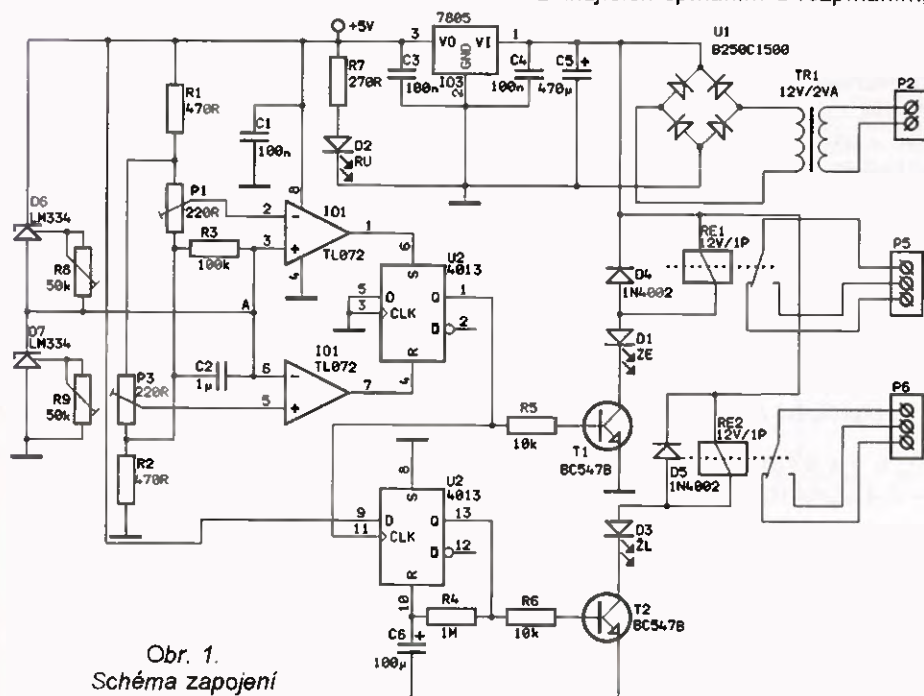 +5V
7805
3 VO VI 1
GND
IO3
2
U1
B250C1500
TR1
12V/2VA
P2
R1
470R
R7
270R
C3
100n
C4
100n
C5 +
470µ
C1
100n
D2
RU
D6
LM334
P1
220R
R3
100k
R8
50k
8
2 -
3 +
4
IO1
TL072
1
A
6
S
U2
4013
5 D Q 1
3 CLK
2
R
4
D7
LM334
R9
50k
P3
220R
C2
1µ
6 -
5 +
IO1
TL072
7
R2
470R
RE1
12V/1P
P5
D4
1N4002
D1
ZE
R5
10k
T1
BC547B
RE2
12V/1P
P6
D5
1N4002
8
S
U2
4013
9 D Q 13
11 CLK
12
R
10
R4
1M
R6
10k
D3
ŽL
T2
BC547B
C6 +
100µ
Obr. 1.
Schéma zapojení